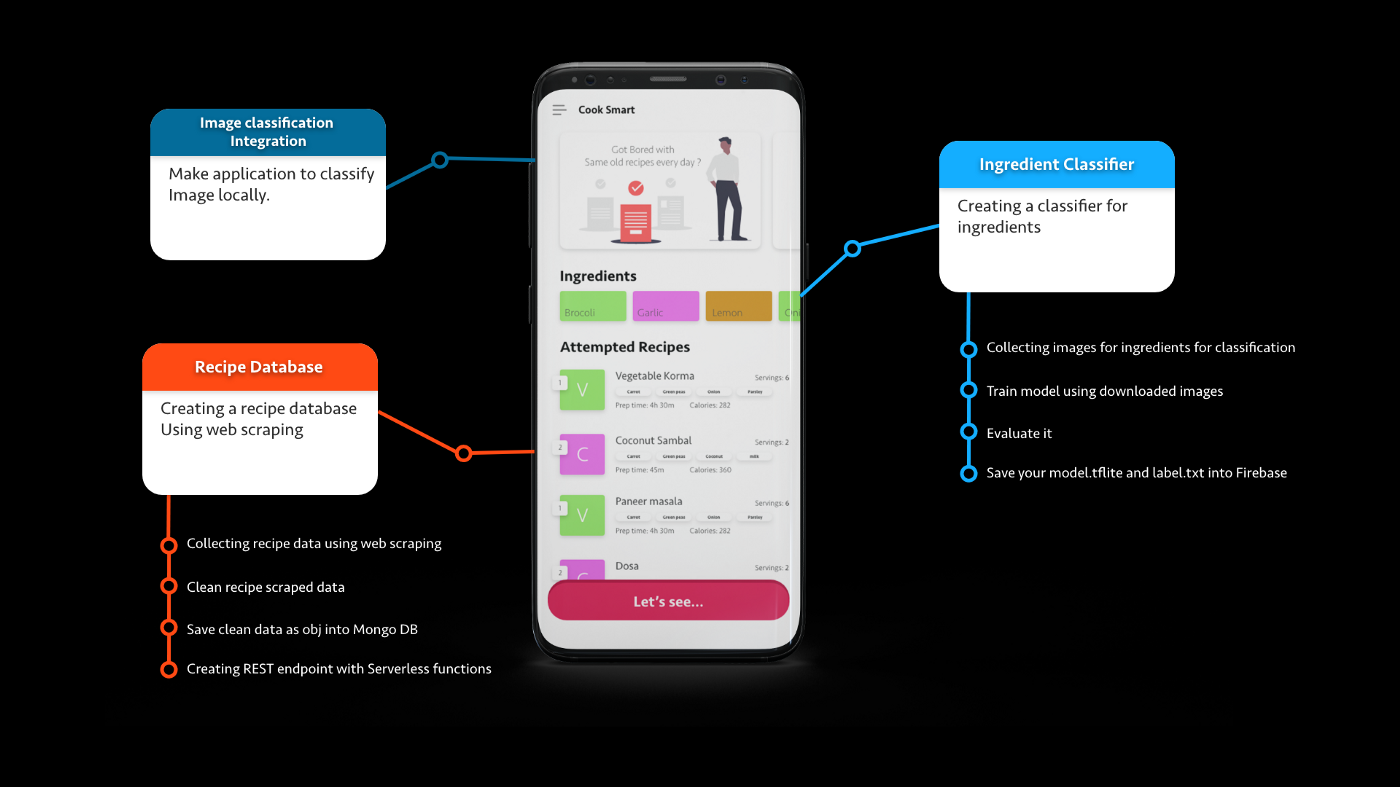 Image classification
Integration
Make application to classify
Image locally.
Recipe Database
Creating a recipe database
Using web scraping
Collecting recipe data using web scraping
Clean recipe scraped data
Save clean data as obj into Mongo DB
Creating REST endpoint with Serverless functions
Cook Smart
Got Bored with
Same old recipes every day ?
Ingredients
Brocoli Garlic Lemon Oni
Attempted Recipes
1 V Vegetable Korma Servings: 6
Carrot Green peas Onion Parsley
Prep time: 4h 30m Calories: 282
2 C Coconut Sambal Servings: 2
Carrot Green peas Coconut Milk
Prep time: 45m Calories: 360
1 V Paneer masala Servings: 6
Carrot Green peas Onion Parsley
Prep time: 4h 30m Calories: 282
2 C Dosa Servings: 2
Let's see...
Ingredient Classifier
Creating a classifier for
ingredients
Collecting images for ingredients for classification
Train model using downloaded images
Evaluate it
Save your model.tflite and label.txt into Firebase